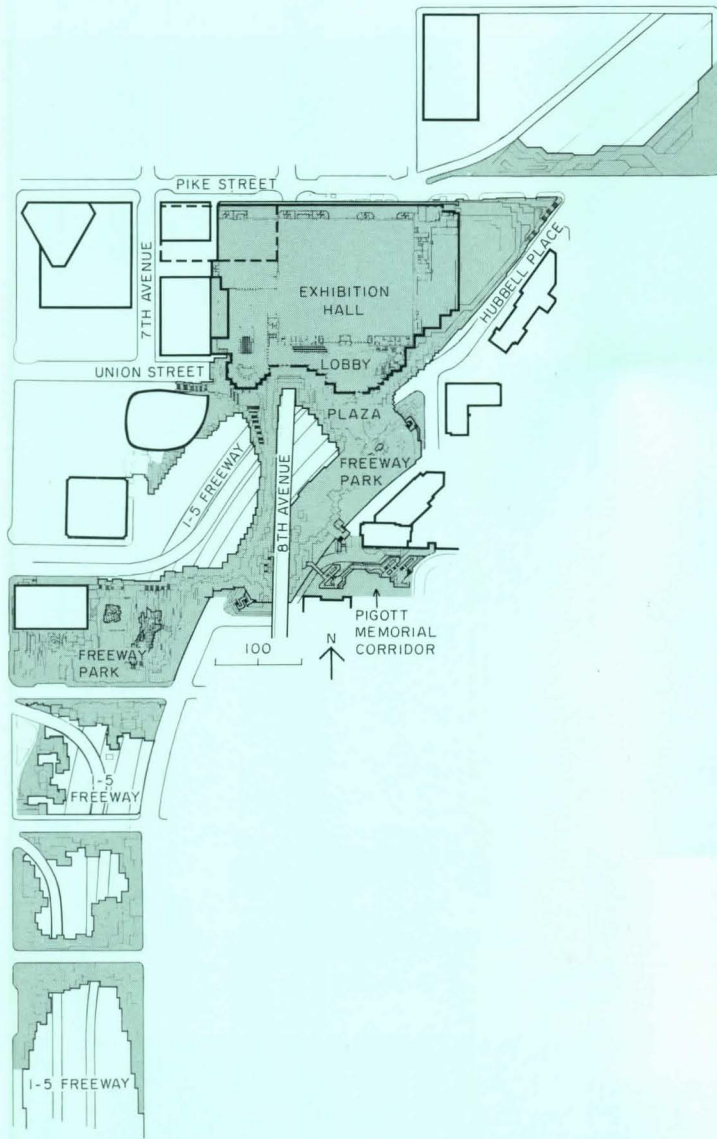 PIKE STREET
7TH AVENUE
EXHIBITION
HALL
HUBBELL PLACE
LOBBY
UNION STREET
PLAZA
I-5 FREEWAY
8TH AVENUE
FREEWAY
PARK
PIGOTT
MEMORIAL
CORRIDOR
N
100
FREEWAY
PARK
I-5
FREEWAY
I-5 FREEWAY